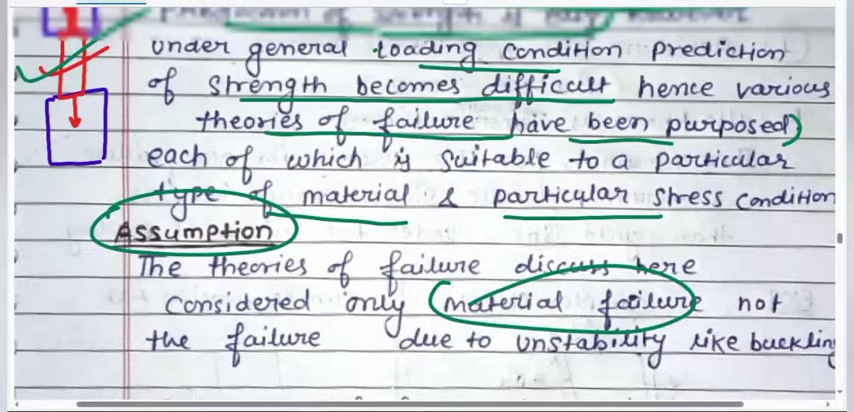 under general loading condition prediction
of strength becomes difficult hence various
theories of failure have been purposed)
each of which is suitable to a particular
type of material & particular stress condition
Assumption
The theories of failure discuss here
Considered only (material failure not
the failure due to unstability like buckling